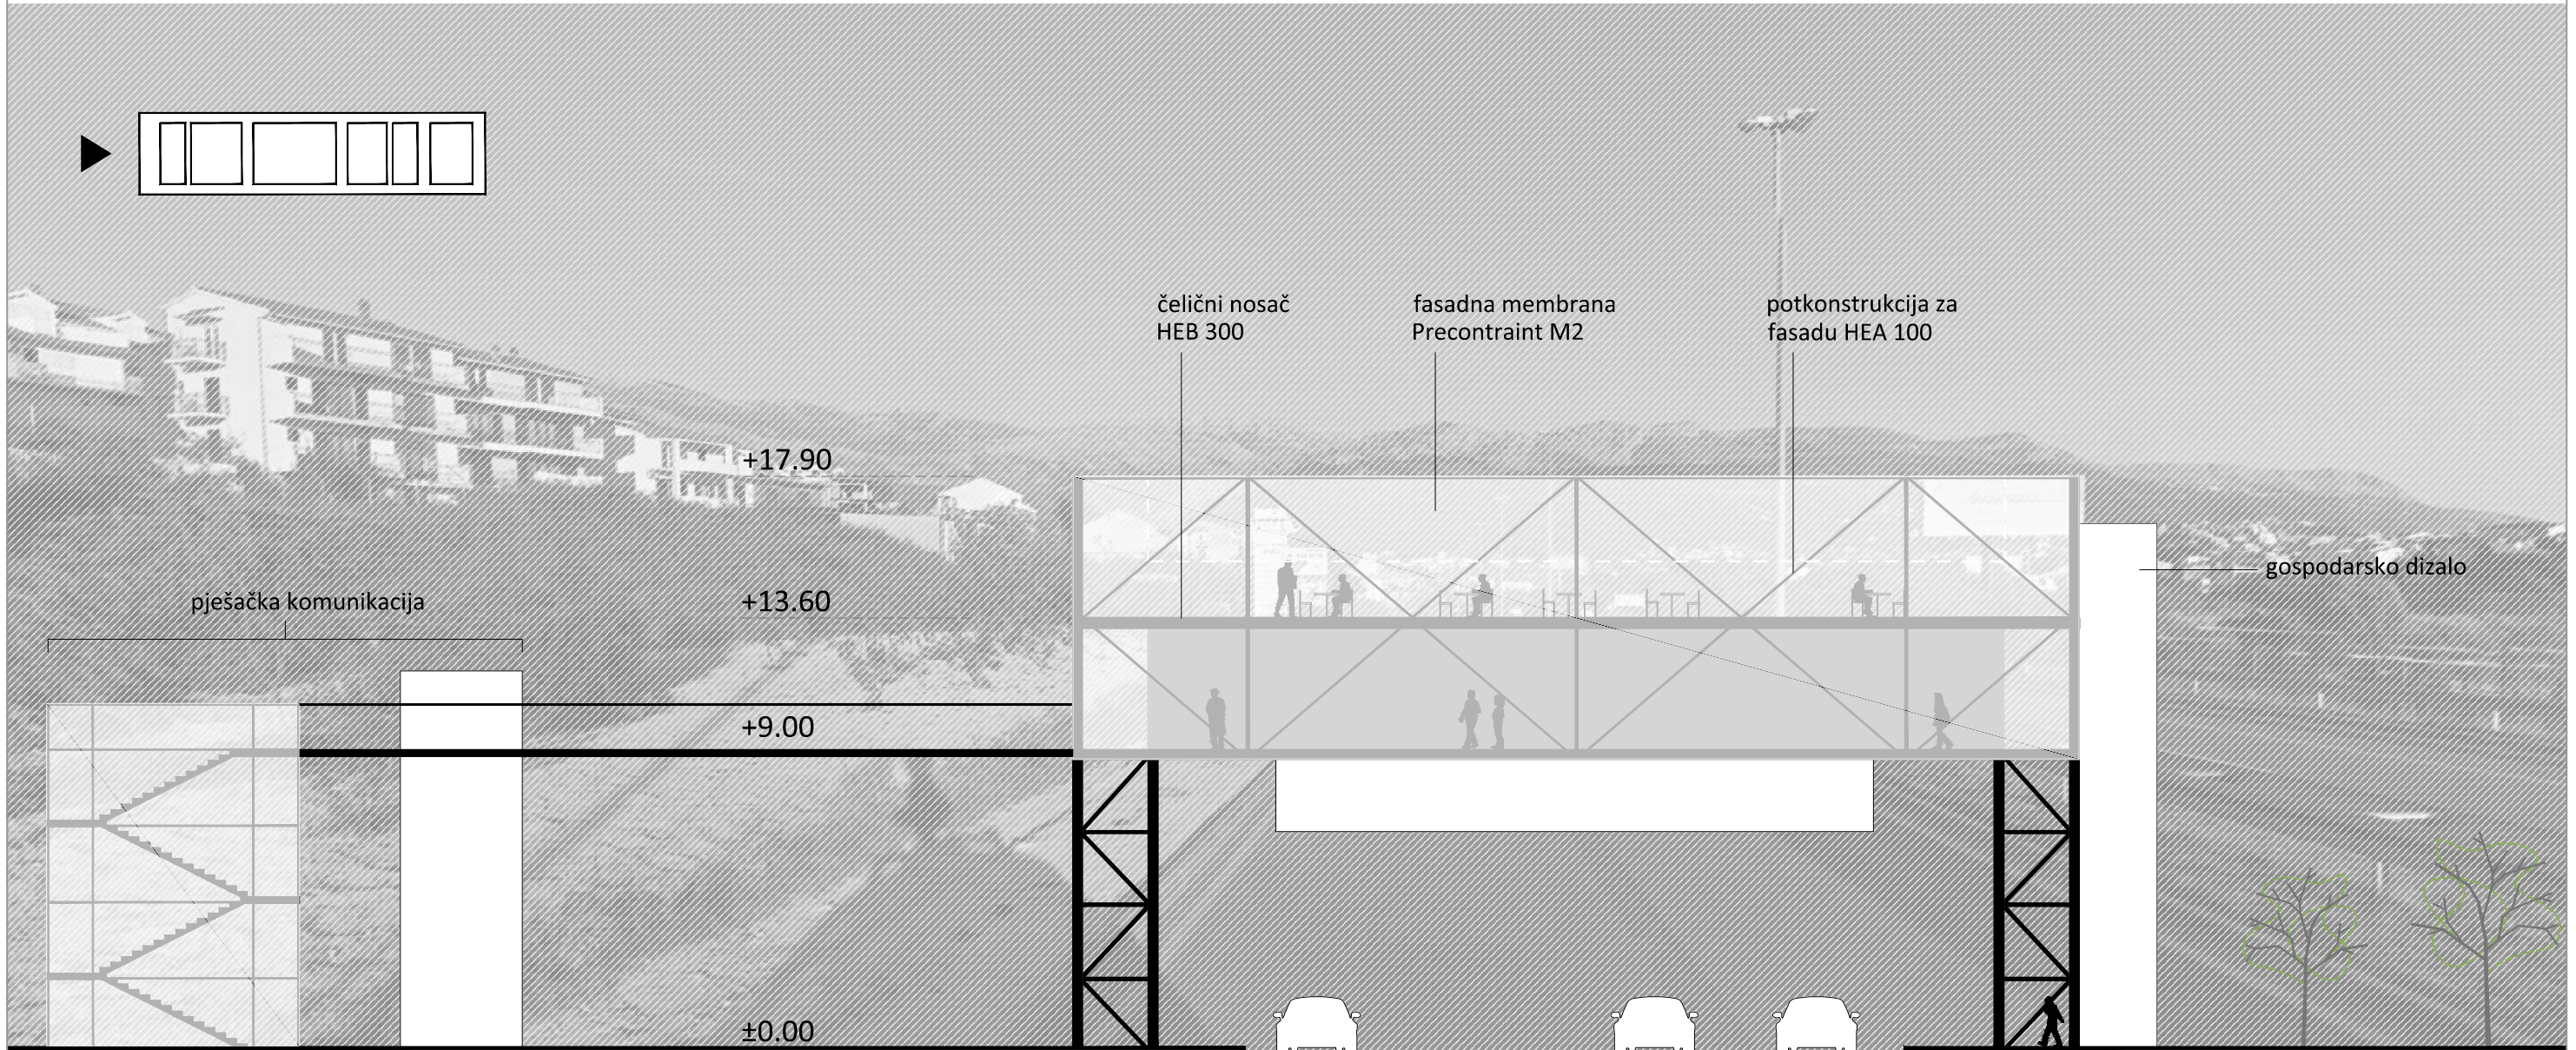 čelični nosač
HEB 300
fasadna membrana
Precontraint M2
potkonstrukcija za
fasadu HEA 100
+17.90
gospodarsko dizalo
pješačka komunikacija
+13.60
+9.00
±0.00